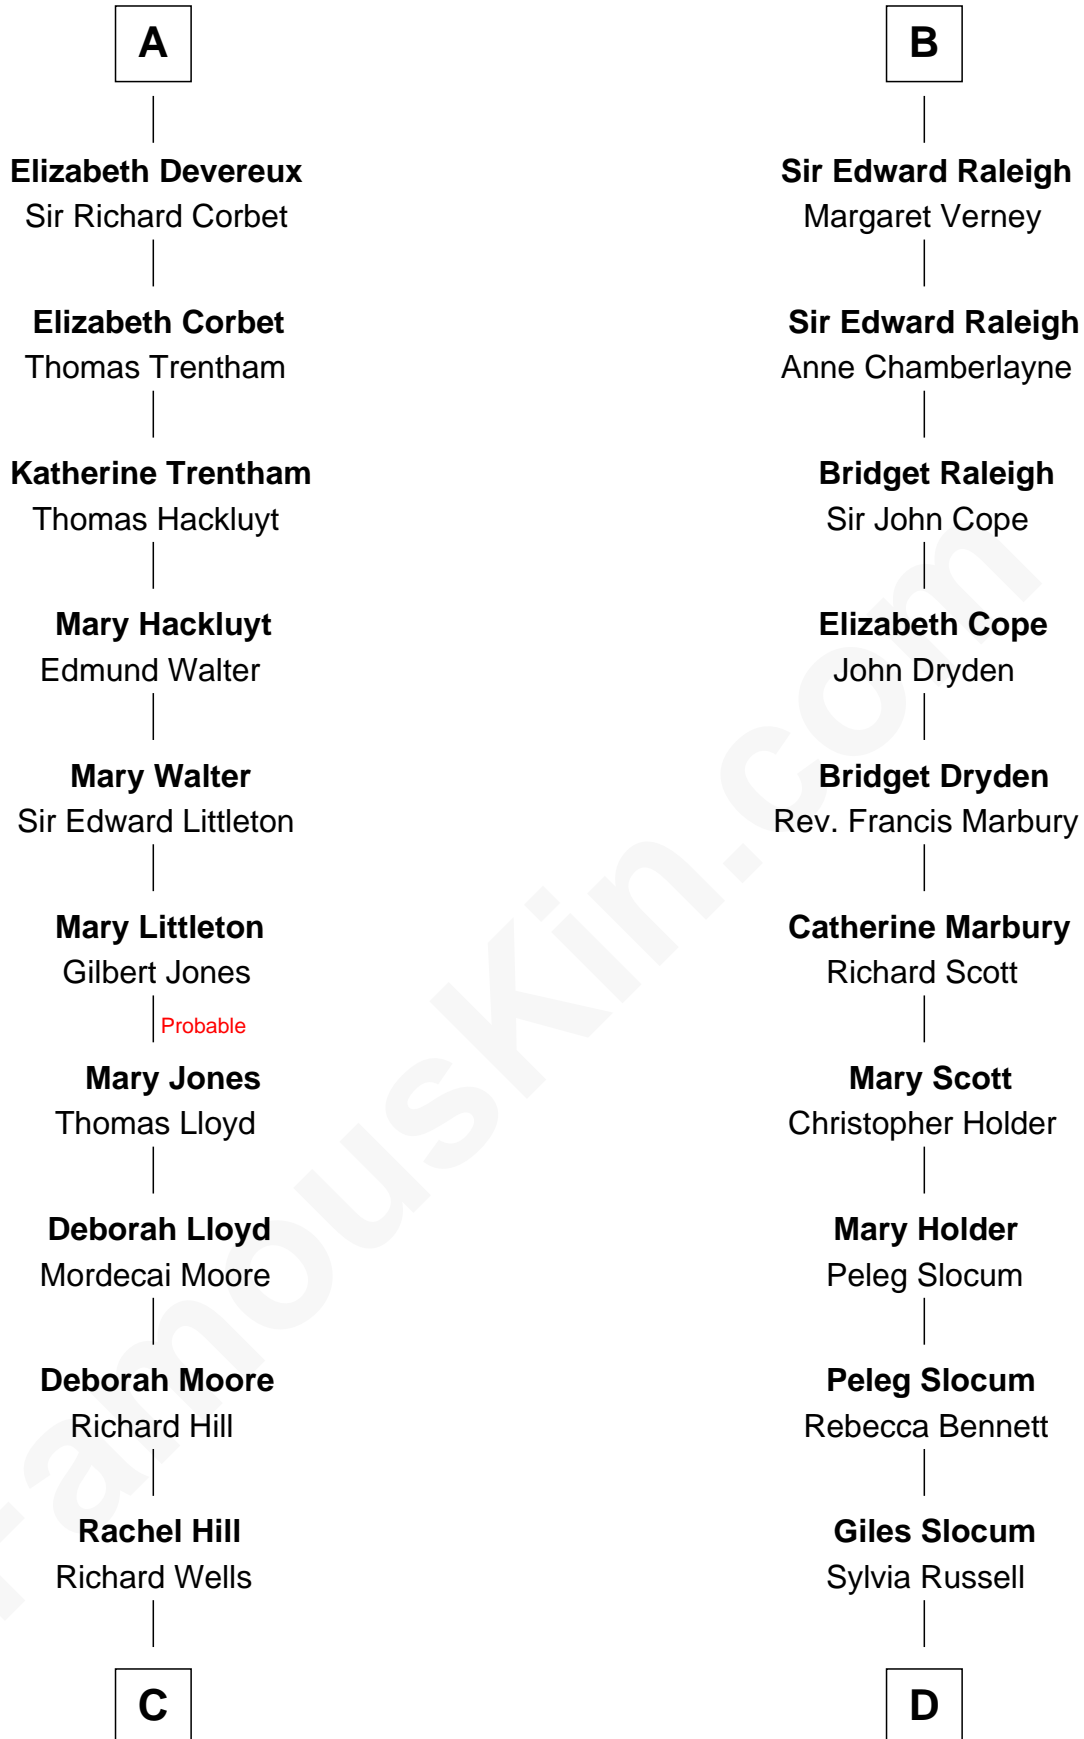 A
Elizabeth Devereux
Sir Richard Corbet
Elizabeth Corbet
Thomas Trentham
Katherine Trentham
Thomas Hackluyt
Mary Hackluyt
Edmund Walter
Mary Walter
Sir Edward Littleton
Mary Littleton
Gilbert Jones
Probable
Mary Jones
Thomas Lloyd
Deborah Lloyd
Mordecai Moore
Deborah Moore
Richard Hill
Rachel Hill
Richard Wells
C
B
Sir Edward Raleigh
Margaret Verney
Sir Edward Raleigh
Anne Chamberlayne
Bridget Raleigh
Sir John Cope
Elizabeth Cope
John Dryden
Bridget Dryden
Rev. Francis Marbury
Catherine Marbury
Richard Scott
Mary Scott
Christopher Holder
Mary Holder
Peleg Slocum
Peleg Slocum
Rebecca Bennett
Giles Slocum
Sylvia Russell
D
FamousKin.com